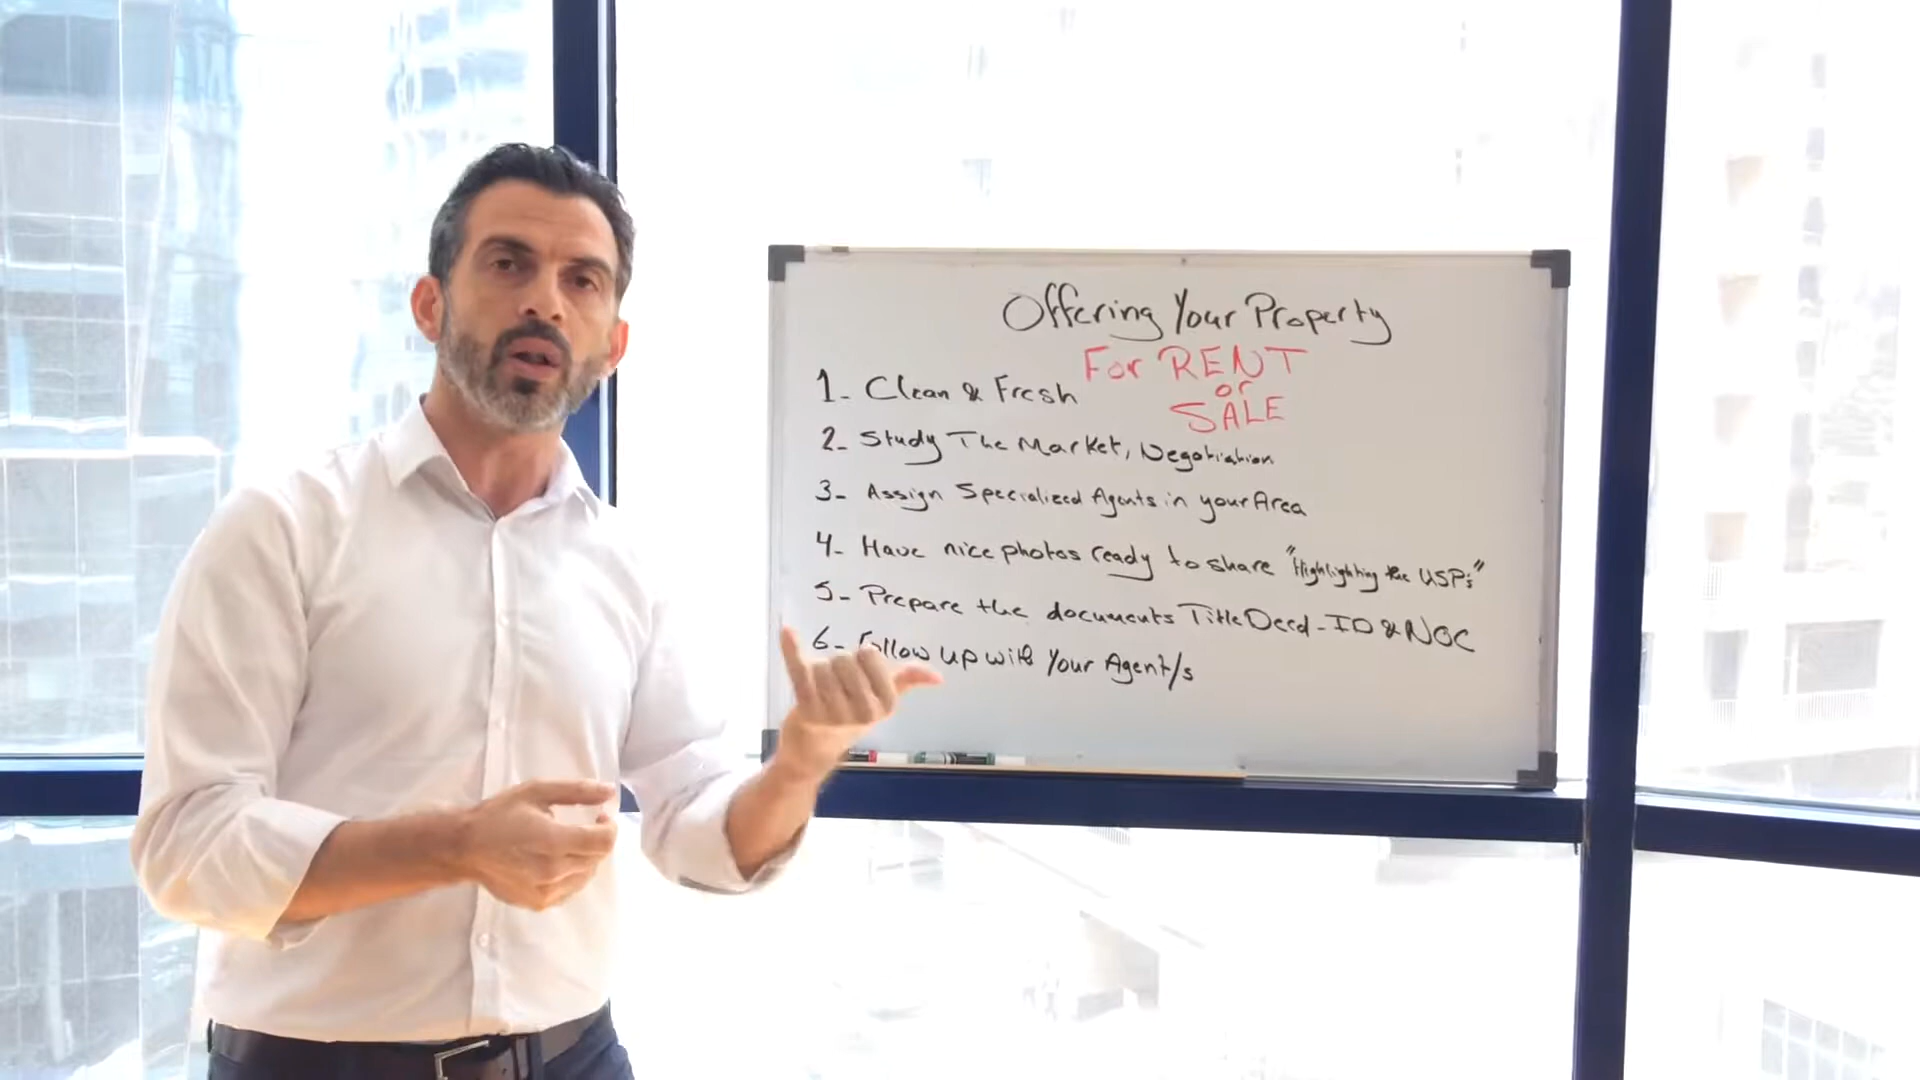 Offering Your Property
For RENT
or
SALE
1- Clean & Fresh
2- Study The Market, Negotiation
3- Assign Specialized Agents in your Area
4- Have nice photos ready to share "Highlighting the USP's"
5- Prepare the documents Title Deed - ID & NOC
6- Follow up with Your Agent/s